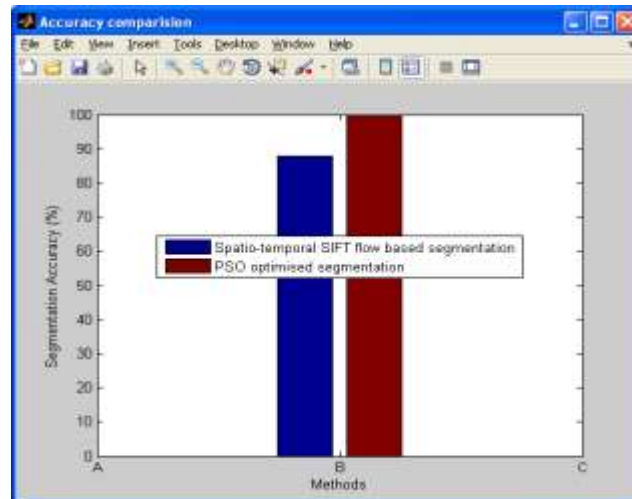 Accuracy comparision
File Edit View Insert Tools Desktop Window Help
100
90
80
70
60
50
40
30
20
10
0
Segmentation Accuracy (%)
Spatio-temporal SIFT flow based segmentation
PSO optimised segmentation
A B C
Methods